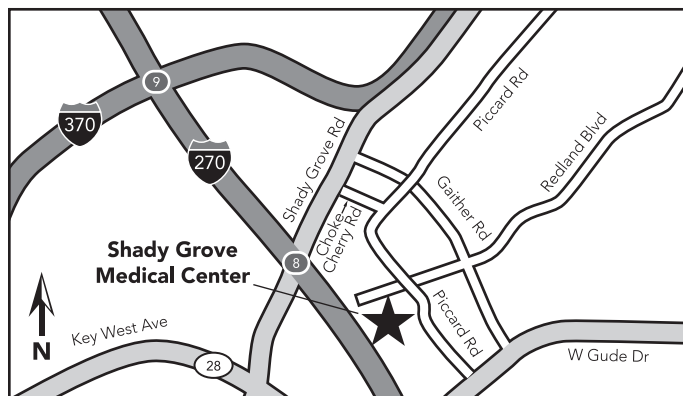 9
370
270
Piccard Rd
Redland Blvd
Shady Grove Rd
Gaither Rd
Choke
Cherry Rd
Shady Grove
Medical Center
8
Piccard Rd
N
Key West Ave
28
W Gude Dr